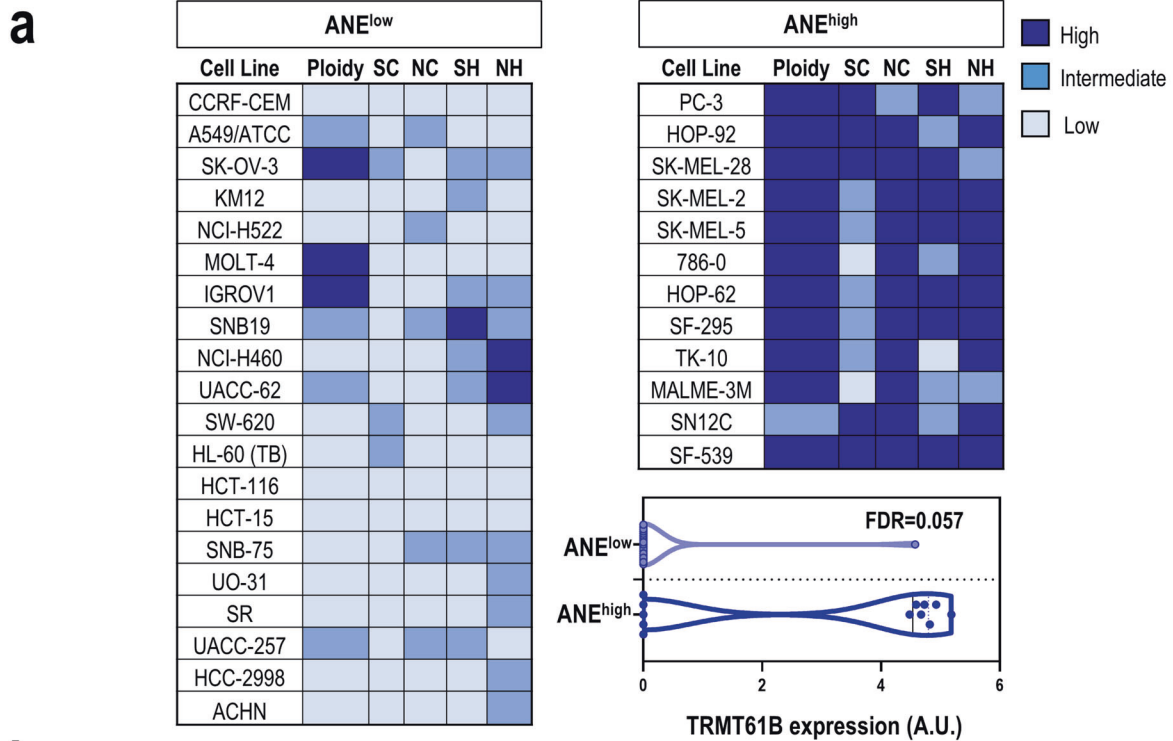 a
ANElow
Cell Line Ploidy SC NC SH NH
CCRF-CEM
A549/ATCC
SK-OV-3
KM12
NCI-H522
MOLT-4
IGROV1
SNB19
NCI-H460
UACC-62
SW-620
HL-60 (TB)
HCT-116
HCT-15
SNB-75
UO-31
SR
UACC-257
HCC-2998
ACHN
ANEhigh
Cell Line Ploidy SC NC SH NH
PC-3
HOP-92
SK-MEL-28
SK-MEL-2
SK-MEL-5
786-0
HOP-62
SF-295
TK-10
MALME-3M
SN12C
SF-539
High
Intermediate
Low
FDR=0.057
ANElow
ANEhigh
0 2 4 6
TRMT61B expression (A.U.)